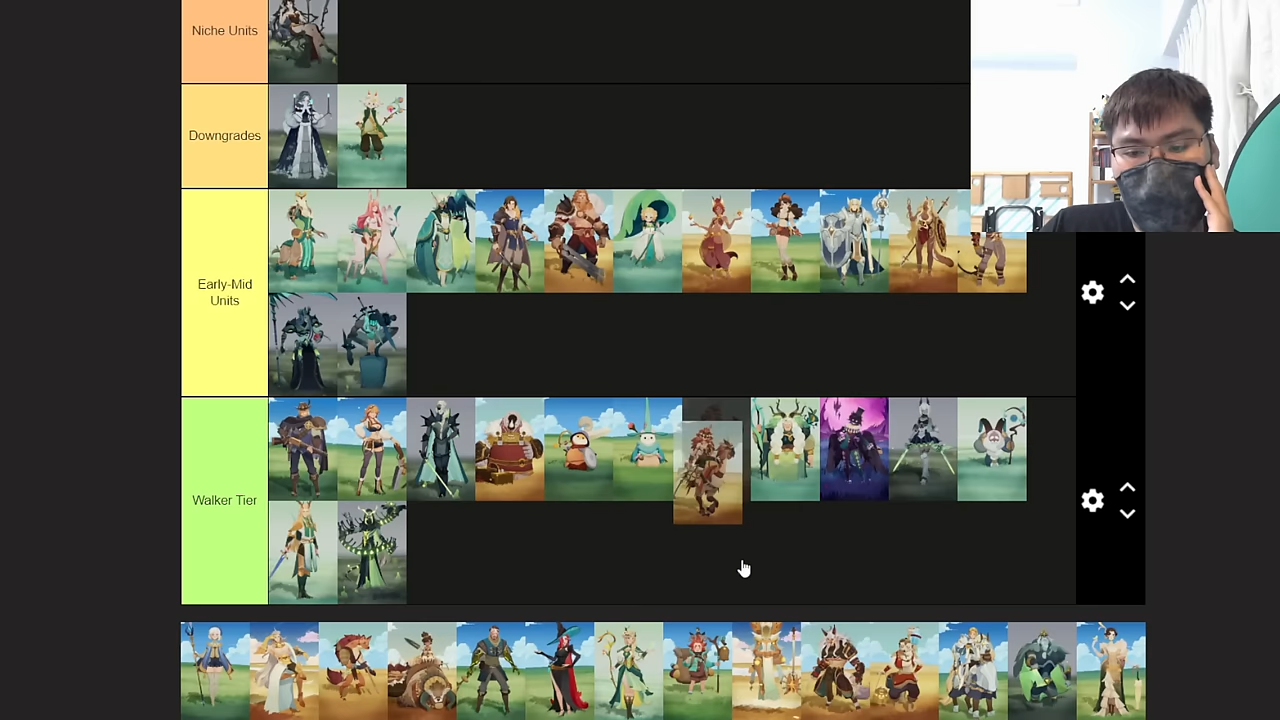 Niche Units
Downgrades
Early-Mid
Units
Walker Tier